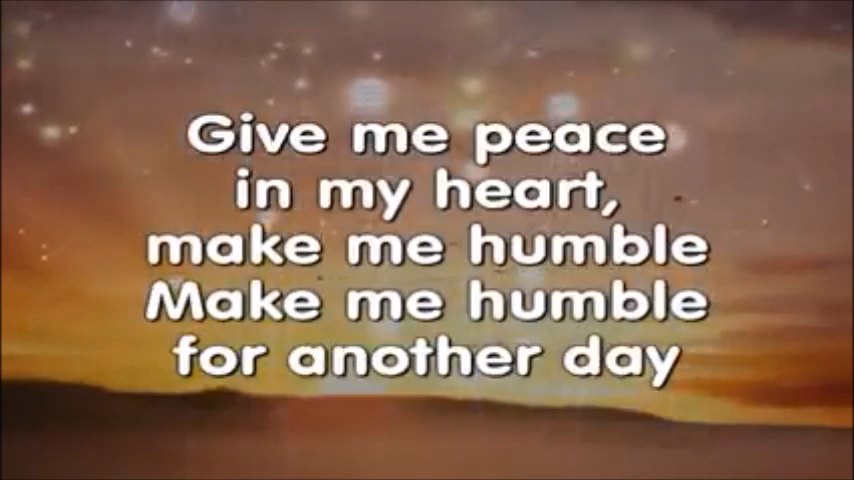 Give me peace
in my heart,
make me humble
Make me humble
for another day